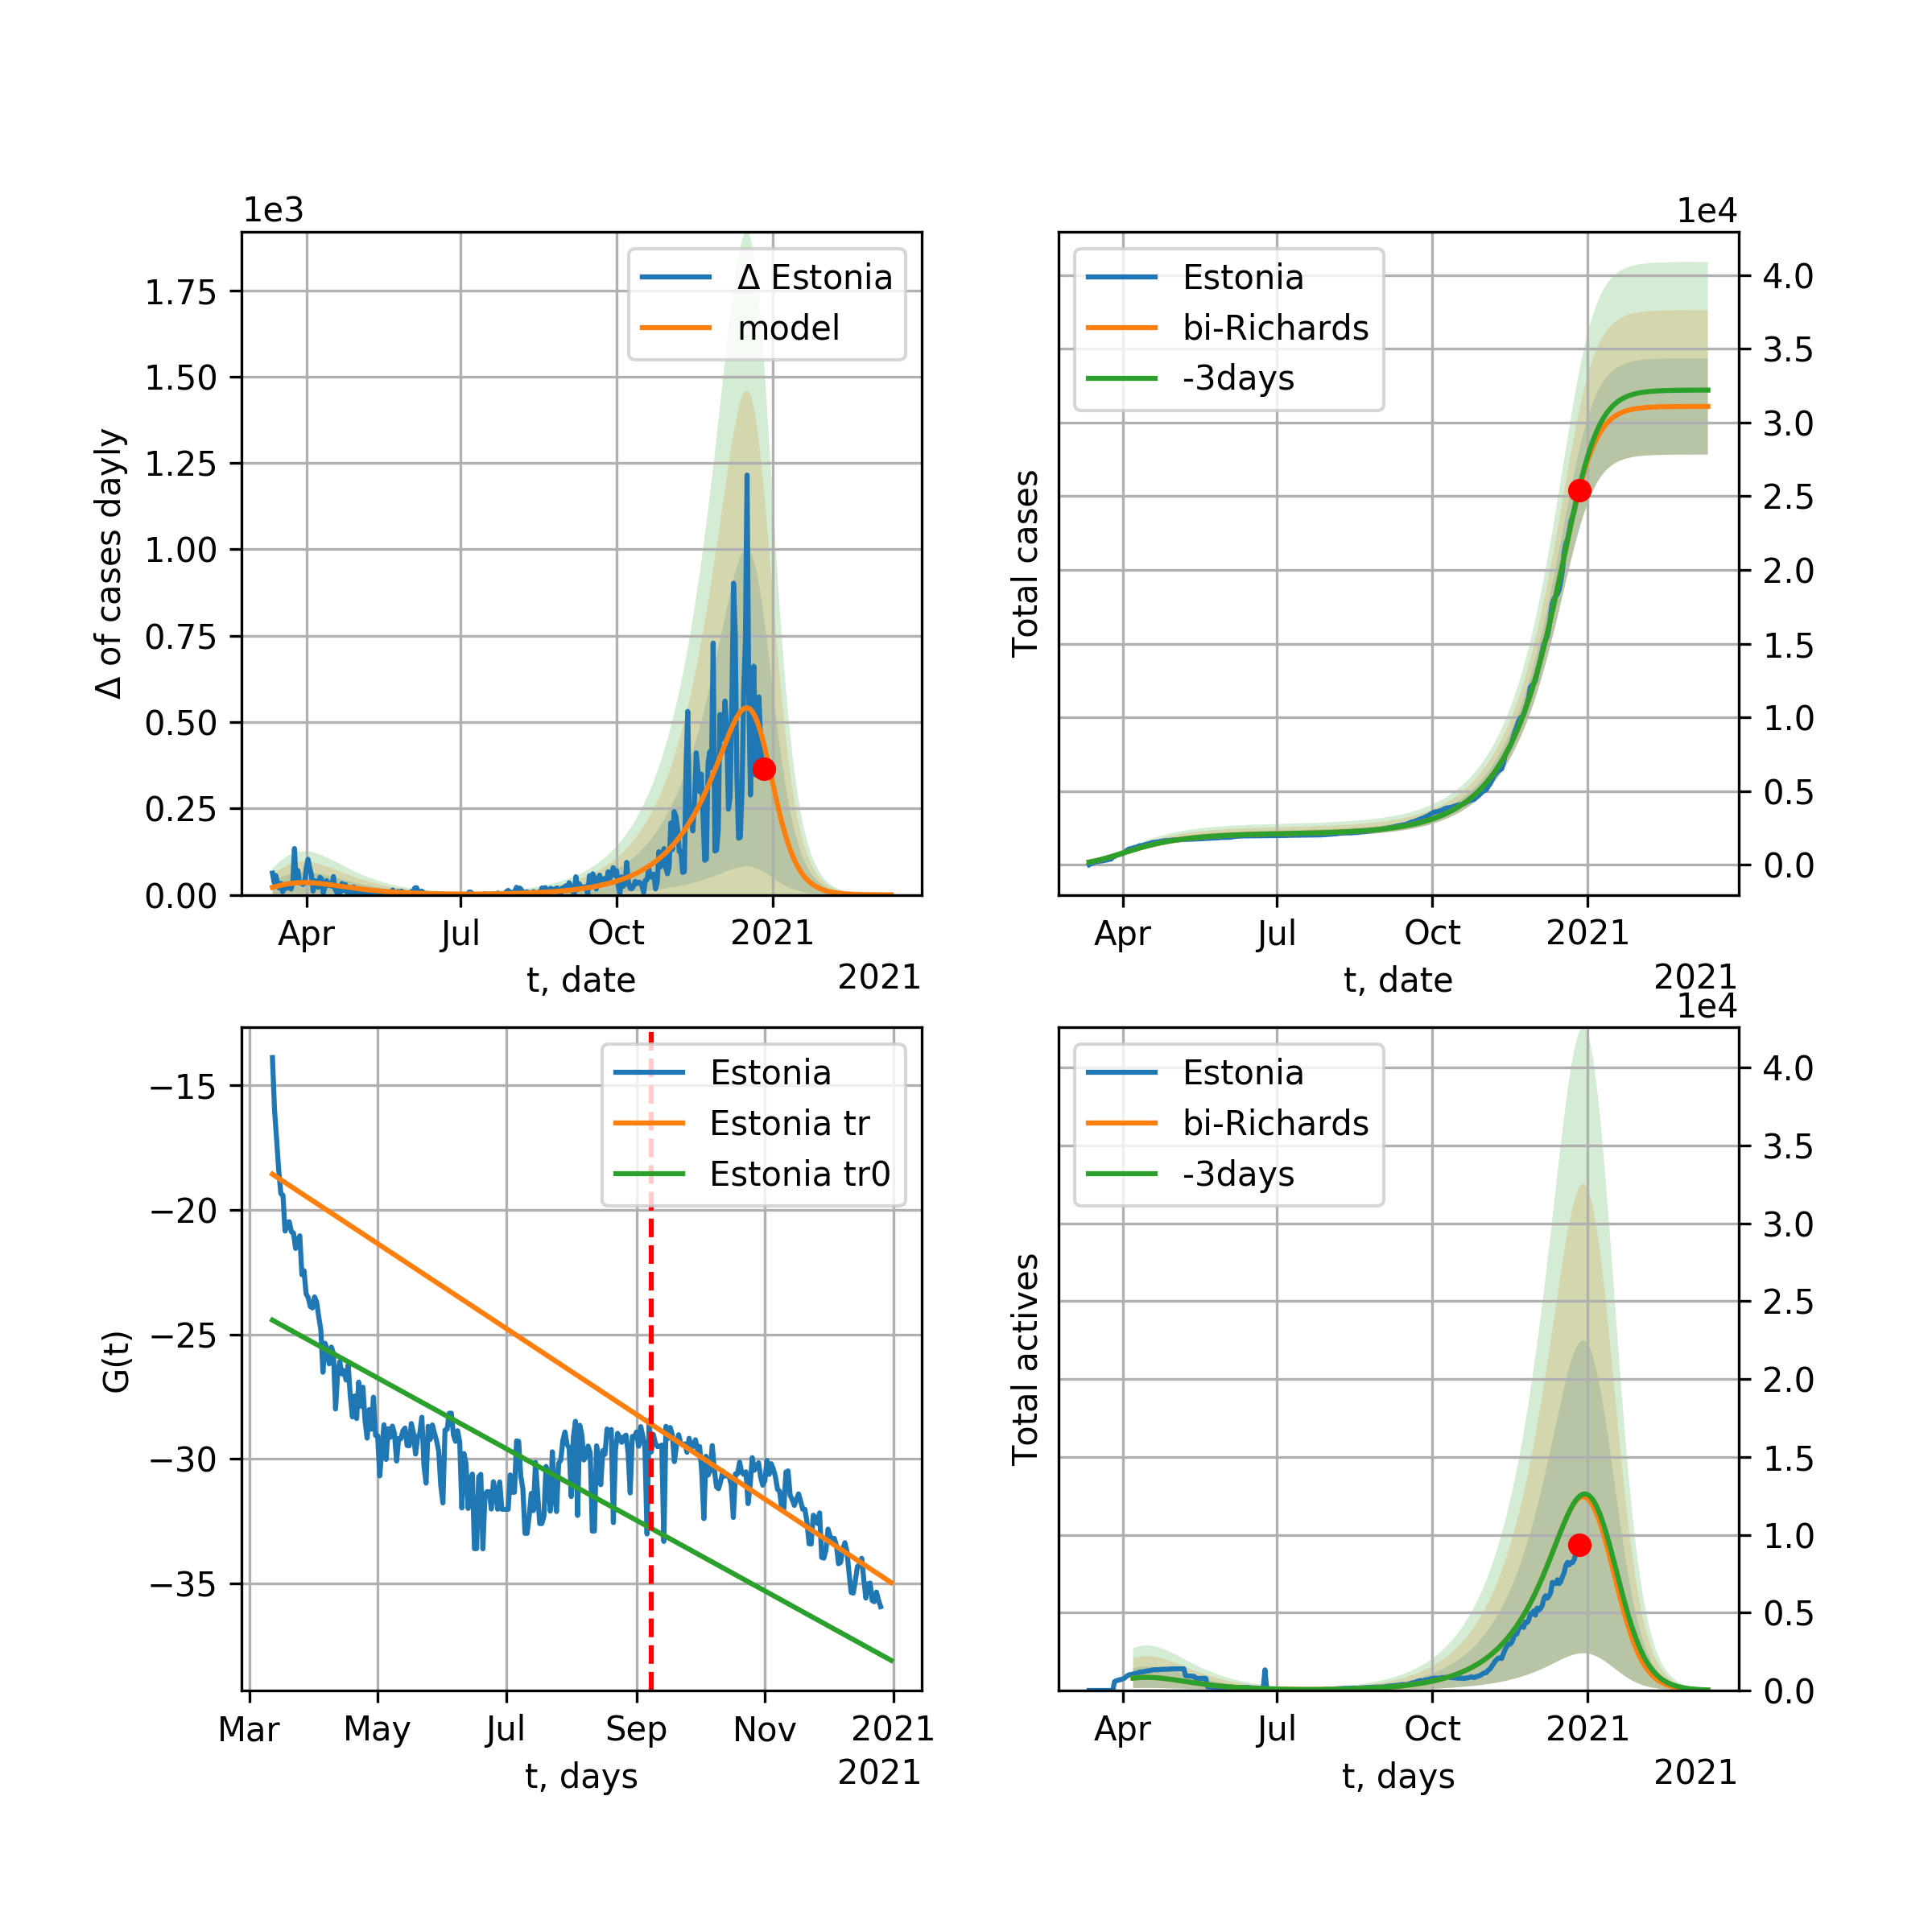 1e3
Δ of cases dayly
1.75
1.50
1.25
1.00
0.75
0.50
0.25
0.00
Δ Estonia
model
Apr Jul Oct 2021
t, date
2021
1e4
Total cases
Estonia
bi-Richards
-3days
4.0
3.5
3.0
2.5
2.0
1.5
1.0
0.5
0.0
Apr Jul Oct 2021
t, date
2021
G(t)
−15
−20
−25
−30
−35
Estonia
Estonia tr
Estonia tr0
Mar May Jul Sep Nov 2021
t, days
2021
1e4
Total actives
Estonia
bi-Richards
-3days
4.0
3.5
3.0
2.5
2.0
1.5
1.0
0.5
0.0
Apr Jul Oct 2021
t, days
2021